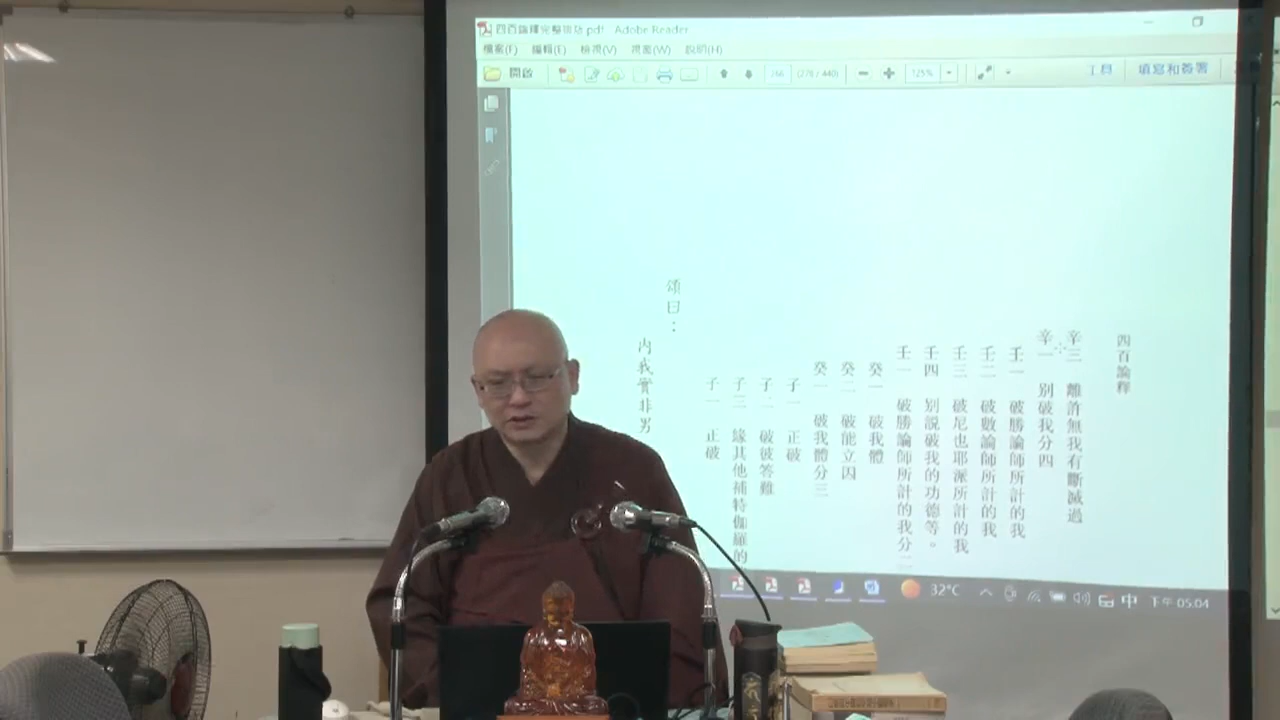 四百論釋完整排版.pdf - Adobe Reader
檔案(F) 編輯(E) 檢視(V) 視窗(W) 說明(H)
開啟 266 (278 / 440) 125% 工具 填寫和簽署
四百論釋
辛三 離許無我有斷滅過
辛一 別破我分四
壬一 破勝論師所計的我
壬二 破數論師所計的我
壬三 破尼也耶派所計的我
壬四 別說破我的功德等。
壬一 破勝論師所計的我分二
癸一 破我體
癸二 破能立因
癸一 破我體分三
子一 正破
子二 破彼答難
子三 緣其他補特伽羅的
子一 正破
頌曰：
內我實非男
32°C 中 下午 05:04